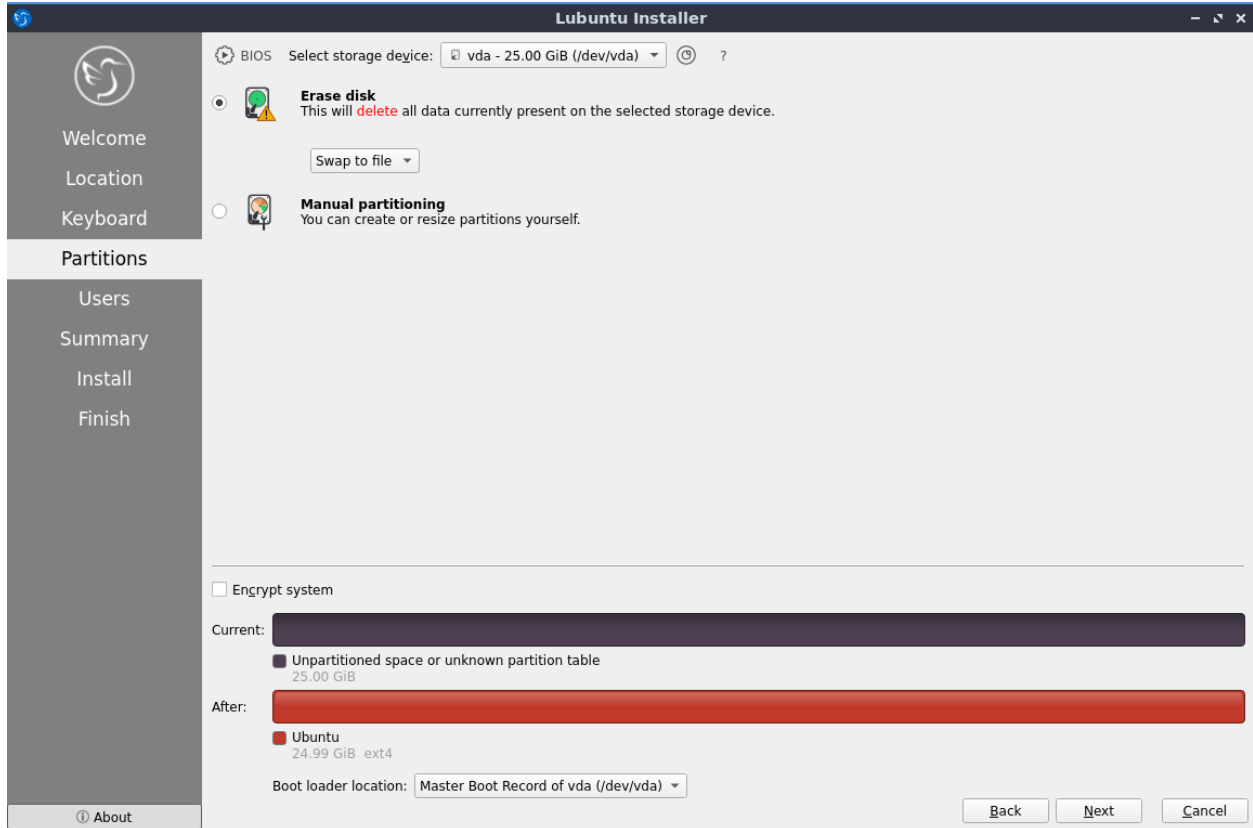 Lubuntu Installer
Welcome
Location
Keyboard
Partitions
Users
Summary
Install
Finish
About
BIOS Select storage device: vda - 25.00 GiB (/dev/vda) ?
Erase disk
This will delete all data currently present on the selected storage device.
Swap to file
Manual partitioning
You can create or resize partitions yourself.
Encrypt system
Current:
Unpartitioned space or unknown partition table
25.00 GiB
After:
Ubuntu
24.99 GiB ext4
Boot loader location: Master Boot Record of vda (/dev/vda)
Back Next Cancel